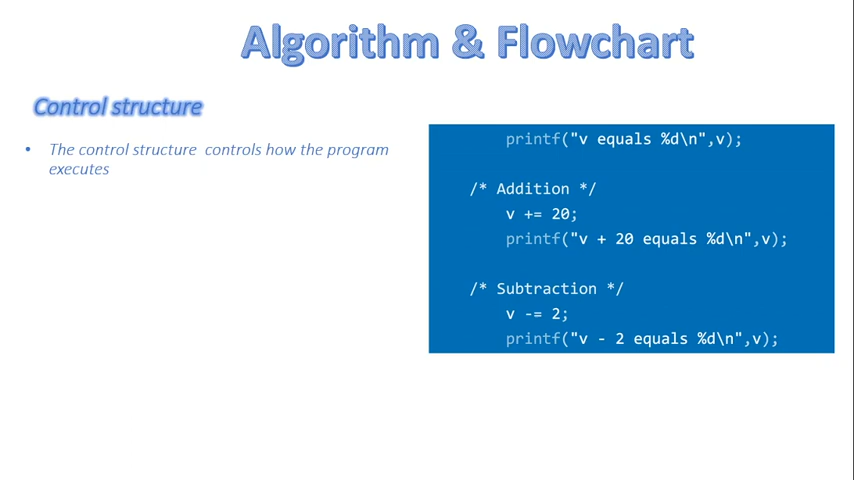 Algorithm & Flowchart
Control structure
• The control structure controls how the program
executes
printf("v equals %d\n",v);
/* Addition */
v += 20;
printf("v + 20 equals %d\n",v);
/* Subtraction */
v -= 2;
printf("v - 2 equals %d\n",v);